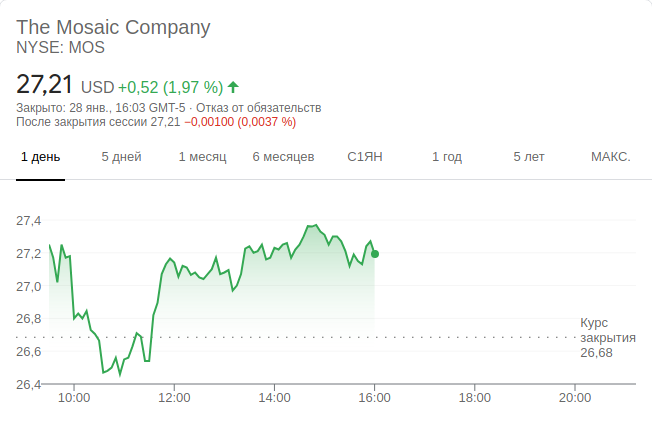 The Mosaic Company
NYSE: MOS
27,21 USD +0,52 (1,97 %)
Закрыто: 28 янв., 16:03 GMT-5 · Отказ от обязательств
После закрытия сессии 27,21 −0,00100 (0,0037 %)
1 день 5 дней 1 месяц 6 месяцев С1ЯН 1 год 5 лет МАКС.
27,4
27,2
27,0
26,8
26,6
26,4
Курс
закрытия
26,68
10:00 12:00 14:00 16:00 18:00 20:00